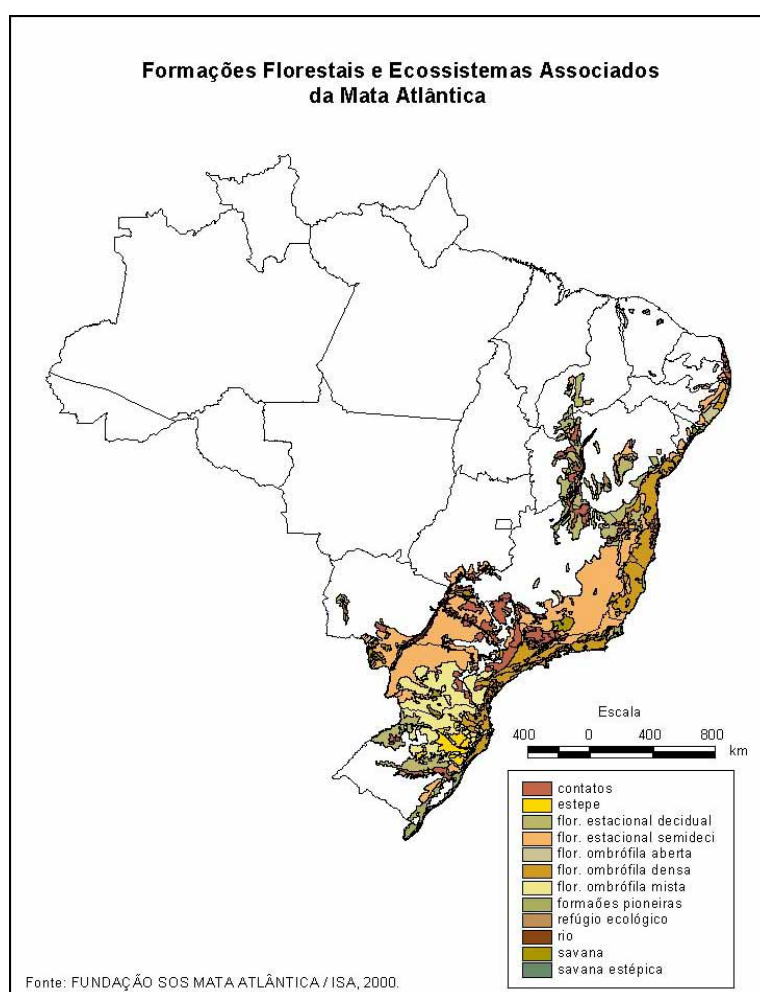 Formações Florestais e Ecossistemas Associados
da Mata Atlântica
Escala
400 0 400 800
km
contatos
estepe
flor. estacional decidual
flor. estacional semideci
flor. ombrófila aberta
flor. ombrófila densa
flor. ombrófila mista
formaões pioneiras
refúgio ecológico
rio
savana
savana estépica
Fonte: FUNDAÇÃO SOS MATA ATLÂNTICA / ISA, 2000.